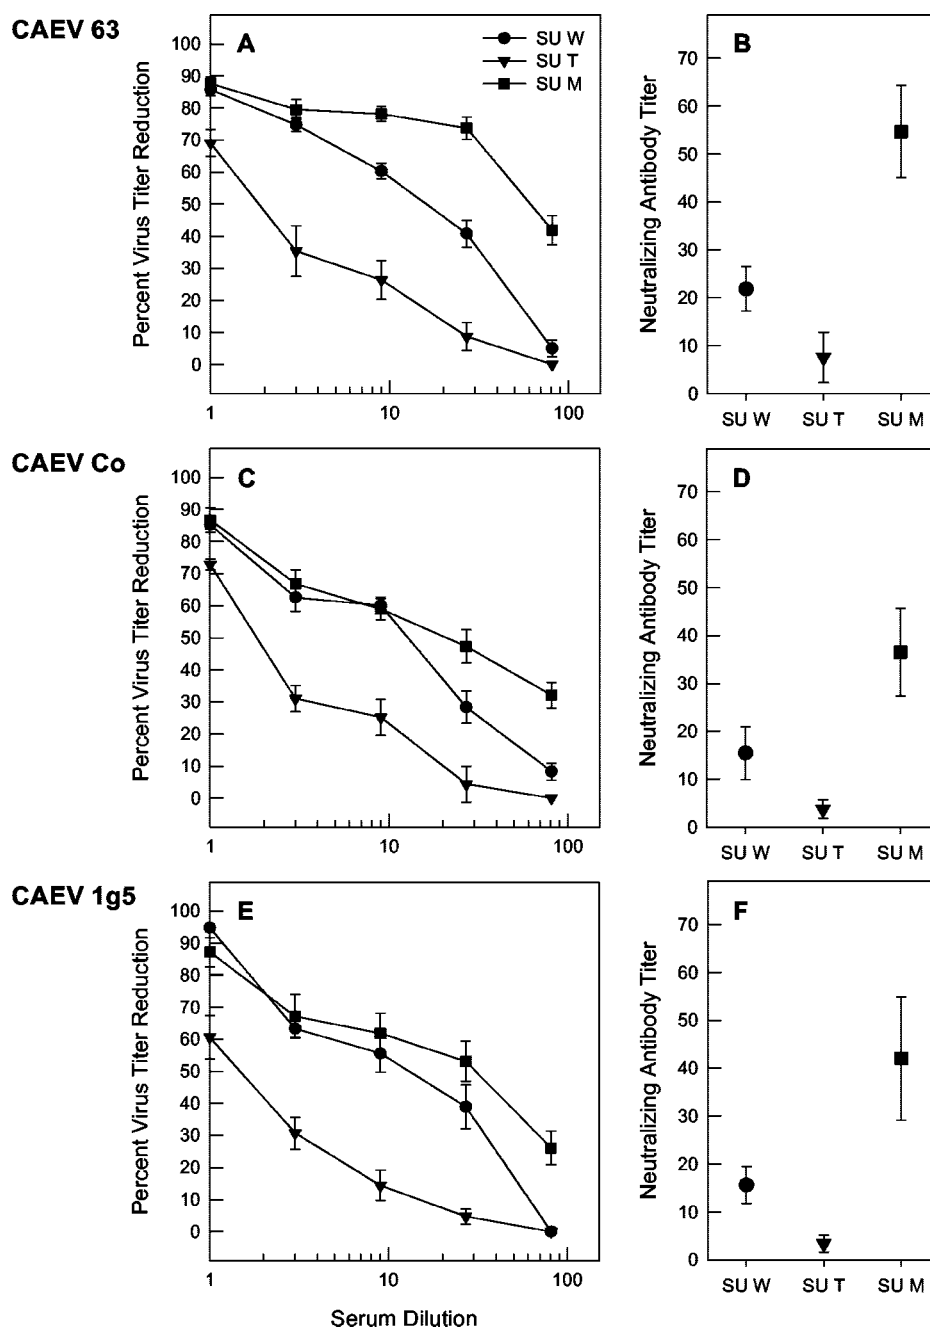 CAEV 63
A
SU W
SU T
SU M
Percent Virus Titer Reduction
100
90
80
70
60
50
40
30
20
10
0
1
10
100
B
Neutralizing Antibody Titer
70
60
50
40
30
20
10
0
SU W
SU T
SU M
CAEV Co
C
Percent Virus Titer Reduction
100
90
80
70
60
50
40
30
20
10
0
1
10
100
D
Neutralizing Antibody Titer
70
60
50
40
30
20
10
0
SU W
SU T
SU M
CAEV 1g5
E
Percent Virus Titer Reduction
100
90
80
70
60
50
40
30
20
10
0
1
10
100
Serum Dilution
F
Neutralizing Antibody Titer
70
60
50
40
30
20
10
0
SU W
SU T
SU M